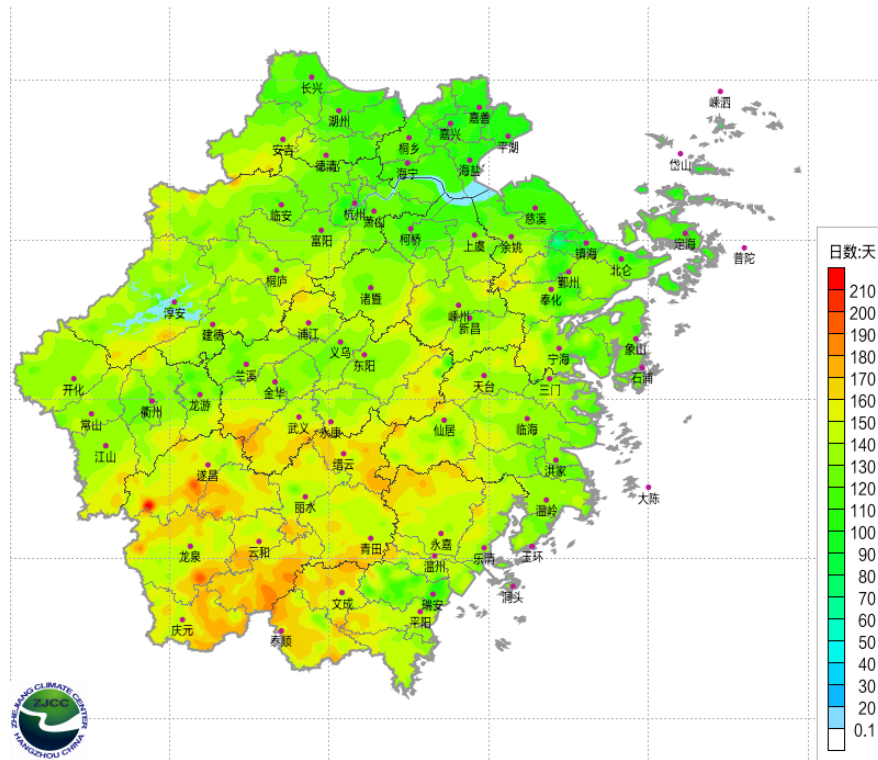 长兴
湖州
嘉善
嘉兴
平湖
嵊泗
安吉
德清
桐乡
海宁
海盐
岱山
临安
杭州
萧山
富阳
柯桥
上虞
慈溪
余姚
镇海
北仑
定海
普陀
桐庐
诸暨
鄞州
奉化
淳安
建德
浦江
义乌
东阳
嵊州
新昌
宁海
象山
石浦
开化
衢州
龙游
兰溪
金华
天台
三门
常山
江山
武义
永康
仙居
临海
遂昌
缙云
洪家
丽水
温岭
大陈
龙泉
云和
青田
永嘉
温州
乐清
玉环
庆元
泰顺
文成
瑞安
平阳
洞头
日数:天
210
200
190
180
170
160
150
140
130
120
110
100
90
80
70
60
50
40
30
20
0.1
ZHEJIANG CLIMATE CENTER
ZJCC
HANGZHOU CHINA